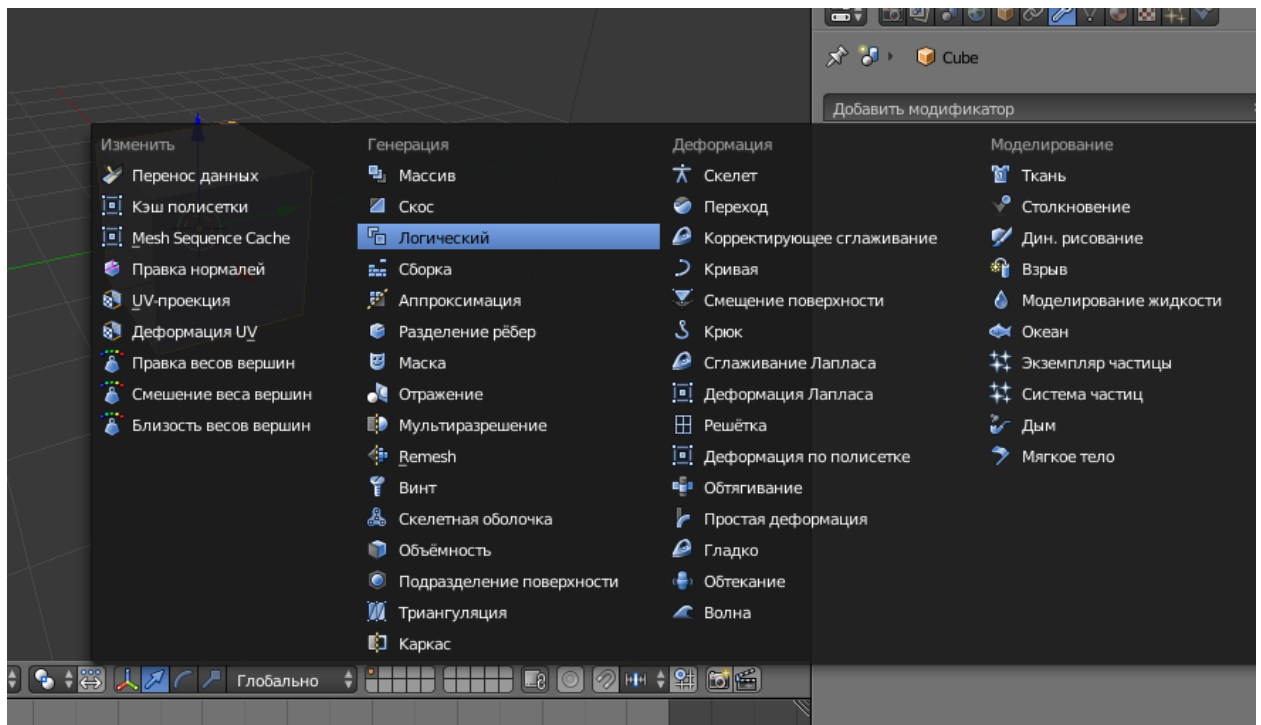 Cube
Добавить модификатор
Изменить
Перенос данных
Кэш полисетки
Mesh Sequence Cache
Правка нормалей
UV-проекция
Деформация UV
Правка весов вершин
Смешение веса вершин
Близость весов вершин
Генерация
Массив
Скос
Логический
Сборка
Аппроксимация
Разделение рёбер
Маска
Отражение
Мультиразрешение
Remesh
Винт
Скелетная оболочка
Объёмность
Подразделение поверхности
Триангуляция
Каркас
Деформация
Скелет
Переход
Корректирующее сглаживание
Кривая
Смещение поверхности
Крюк
Сглаживание Лапласа
Деформация Лапласа
Решётка
Деформация по полисетке
Обтягивание
Простая деформация
Гладко
Обтекание
Волна
Моделирование
Ткань
Столкновение
Дин. рисование
Взрыв
Моделирование жидкости
Океан
Экземпляр частицы
Система частиц
Дым
Мягкое тело
Глобально